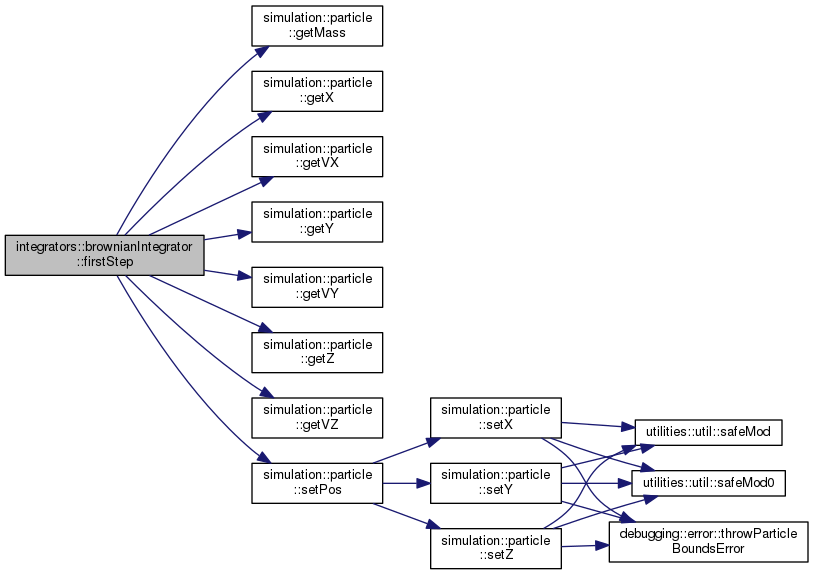 simulation::particle
::getMass
simulation::particle
::getX
simulation::particle
::getVX
simulation::particle
::getY
integrators::brownianIntegrator
::firstStep
simulation::particle
::getVY
simulation::particle
::getZ
simulation::particle
::getVZ
simulation::particle
::setPos
simulation::particle
::setX
simulation::particle
::setY
simulation::particle
::setZ
utilities::util::safeMod
utilities::util::safeMod0
debugging::error::throwParticle
BoundsError